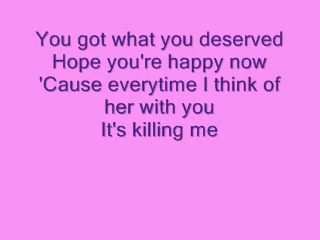 You got what you deserved
Hope you're happy now
'Cause everytime I think of
her with you
It's killing me